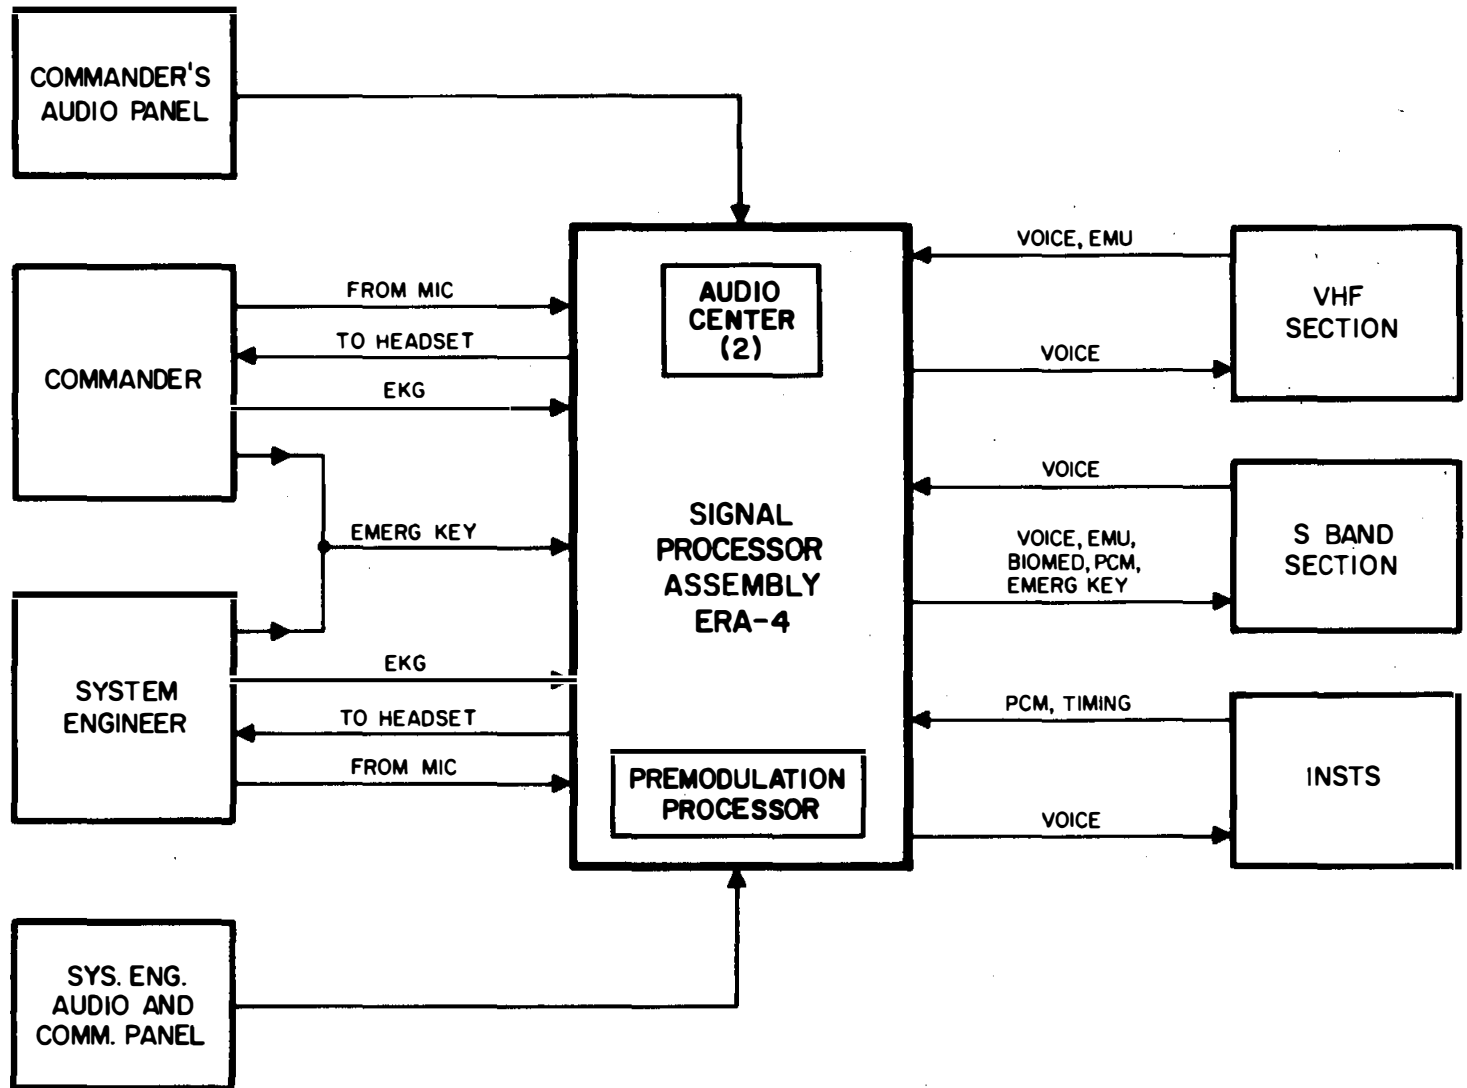 COMMANDER'S
AUDIO PANEL
COMMANDER
FROM MIC
TO HEADSET
EKG
EMERG KEY
SYSTEM
ENGINEER
EKG
TO HEADSET
FROM MIC
SYS. ENG.
AUDIO AND
COMM. PANEL
AUDIO
CENTER
(2)
SIGNAL
PROCESSOR
ASSEMBLY
ERA-4
PREMODULATION
PROCESSOR
VOICE, EMU
VOICE
VHF
SECTION
VOICE
VOICE, EMU,
BIOMED, PCM,
EMERG KEY
S BAND
SECTION
PCM, TIMING
VOICE
INSTS